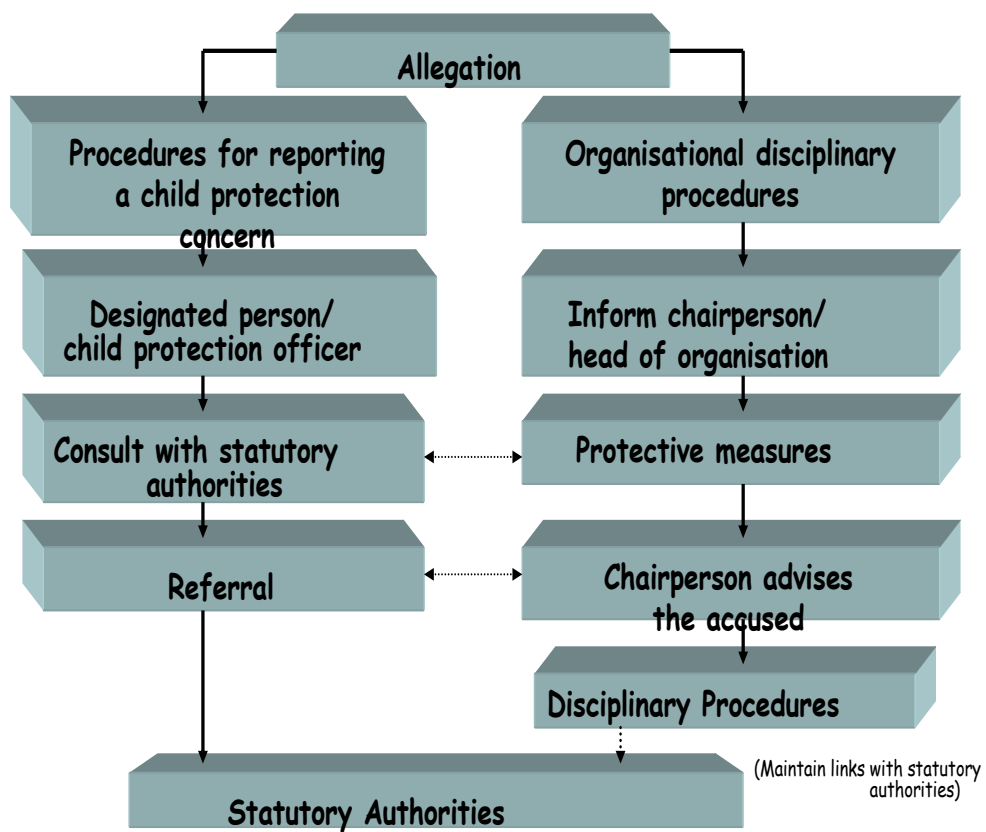 Allegation
Procedures for reporting
a child protection
concern
Organisational disciplinary
procedures
Designated person/
child protection officer
Inform chairperson/
head of organisation
Consult with statutory
authorities
Protective measures
Referral
Chairperson advises
the accused
Disciplinary Procedures
(Maintain links with statutory
authorities)
Statutory Authorities